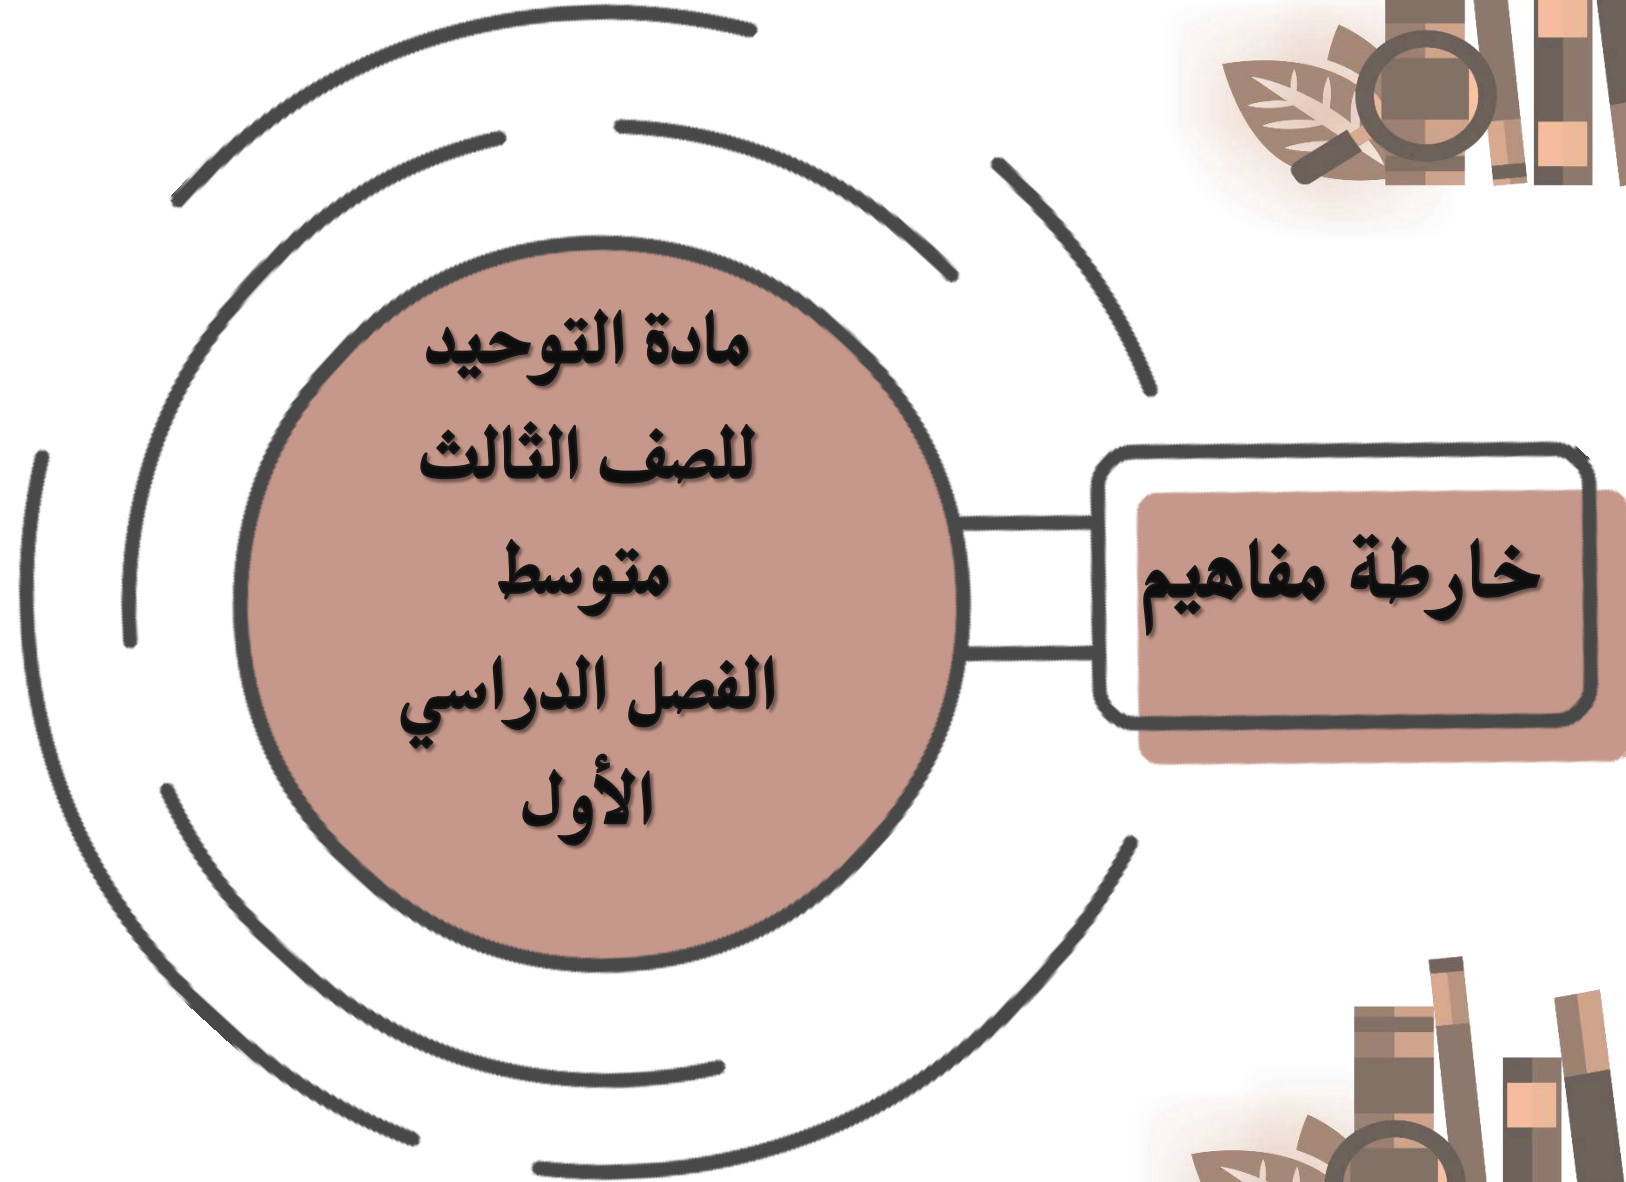 خارطة مفاهيم
مادة التوحيد
للصف الثالث
متوسط
الفصل الدراسي
الأول